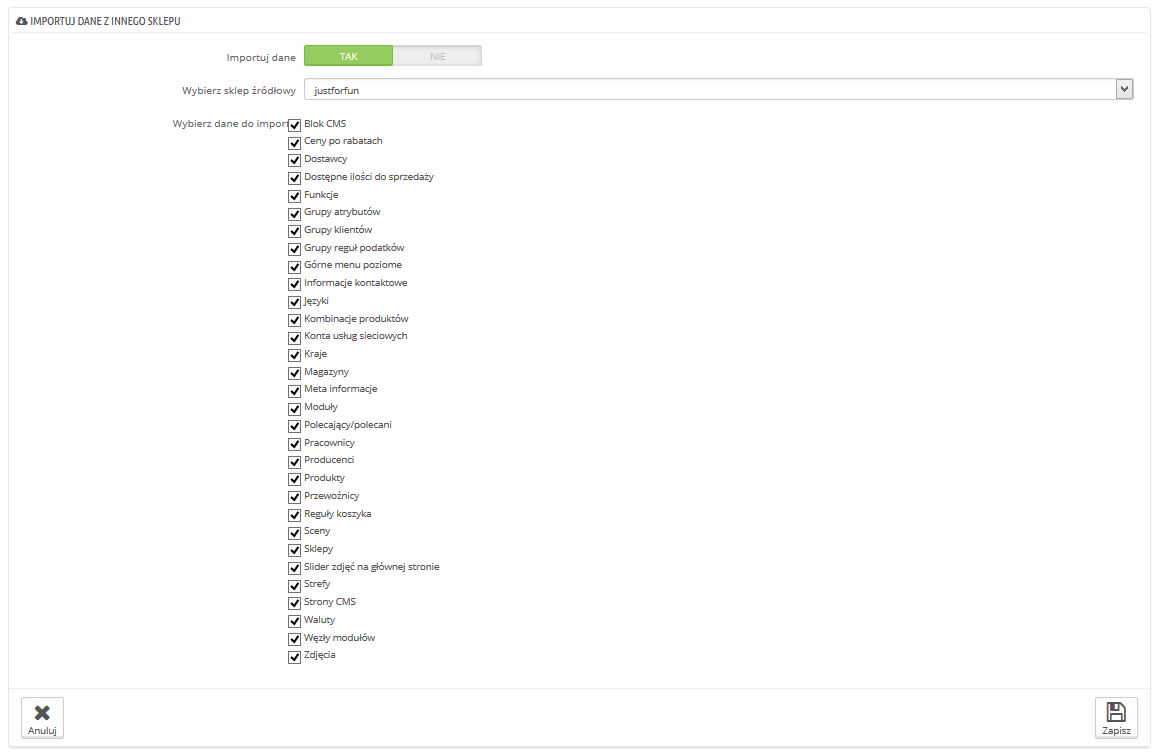 IMPORTUJ DANE Z INNEGO SKLEPU
Importuj dane TAK NIE
Wybierz sklep źródłowy justforfun
Wybierz dane do import Blok CMS
Ceny po rabatach
Dostawcy
Dostępne ilości do sprzedaży
Funkcje
Grupy atrybutów
Grupy klientów
Grupy reguł podatków
Górne menu poziome
Informacje kontaktowe
Języki
Kombinacje produktów
Konta usług sieciowych
Kraje
Magazyny
Meta informacje
Moduły
Polecający/polecani
Pracownicy
Producenci
Produkty
Przewoźnicy
Reguły koszyka
Sceny
Sklepy
Slider zdjęć na głównej stronie
Strefy
Strony CMS
Waluty
Węzły modułów
Zdjęcia
Anuluj Zapisz